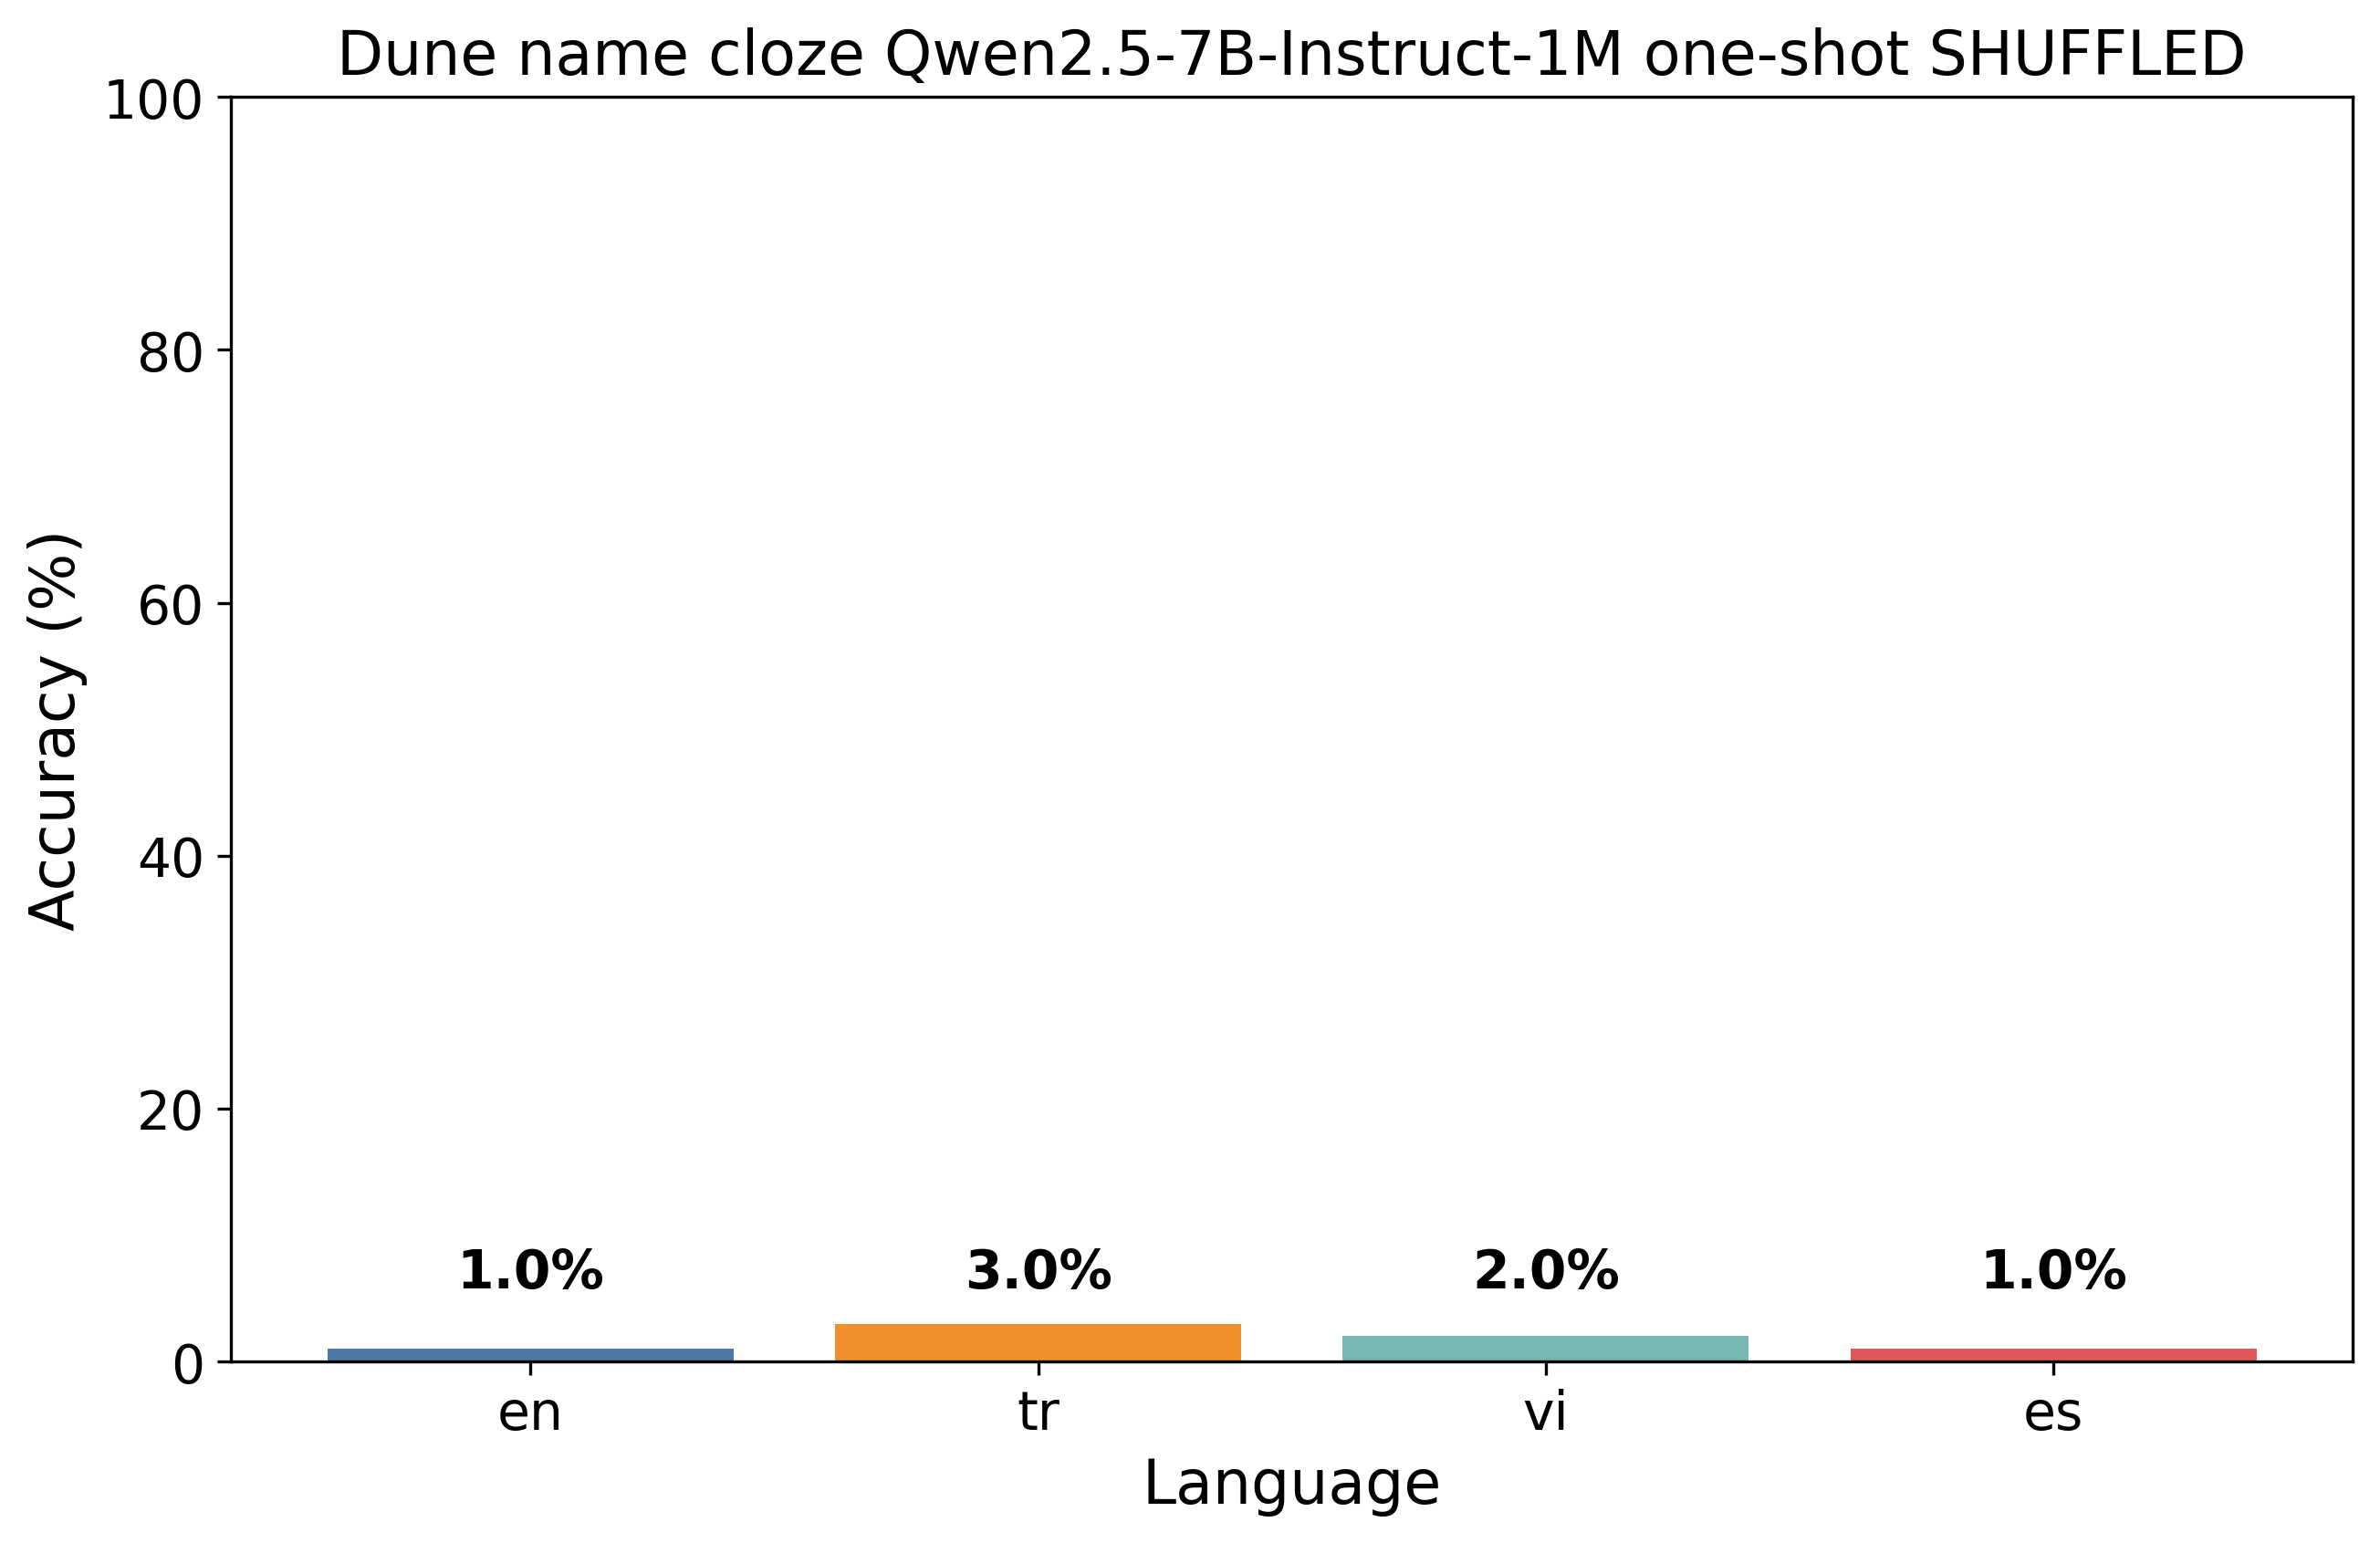 Dune name cloze Qwen2.5-7B-Instruct-1M one-shot SHUFFLED
100
80
60
40
20
0
Accuracy (%)
1.0%
3.0%
2.0%
1.0%
en
tr
vi
es
Language